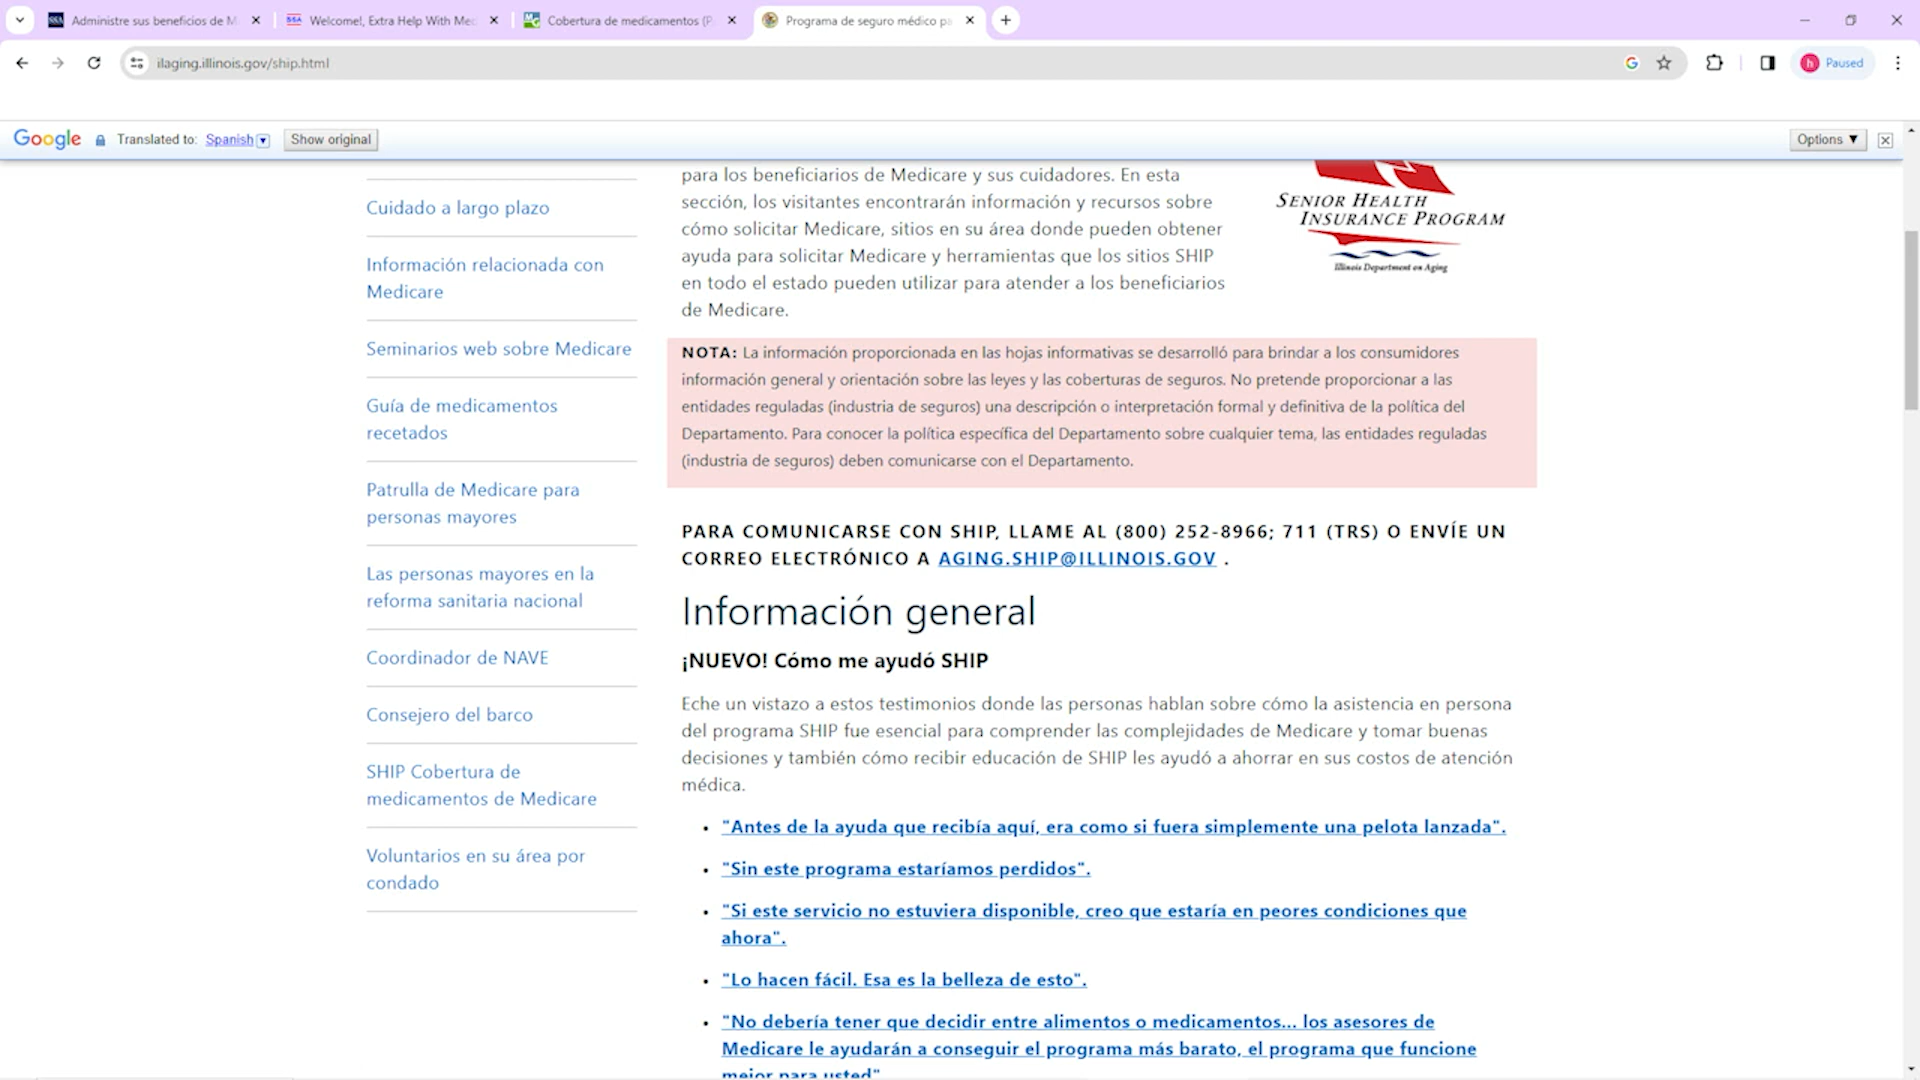 Administre sus beneficios de M
Welcome!, Extra Help With Med
Cobertura de medicamentos (P
Programa de seguro médico pa
ilaging.illinois.gov/ship.html
Paused
Google Translated to: Spanish Show original Options ▼
Cuidado a largo plazo
Información relacionada con
Medicare
Seminarios web sobre Medicare
Guía de medicamentos
recetados
Patrulla de Medicare para
personas mayores
Las personas mayores en la
reforma sanitaria nacional
Coordinador de NAVE
Consejero del barco
SHIP Cobertura de
medicamentos de Medicare
Voluntarios en su área por
condado
para los beneficiarios de Medicare y sus cuidadores. En esta
sección, los visitantes encontrarán información y recursos sobre
cómo solicitar Medicare, sitios en su área donde pueden obtener
ayuda para solicitar Medicare y herramientas que los sitios SHIP
en todo el estado pueden utilizar para atender a los beneficiarios
de Medicare.
SENIOR HEALTH
INSURANCE PROGRAM
Illinois Department on Aging
NOTA: La información proporcionada en las hojas informativas se desarrolló para brindar a los consumidores
información general y orientación sobre las leyes y las coberturas de seguros. No pretende proporcionar a las
entidades reguladas (industria de seguros) una descripción o interpretación formal y definitiva de la política del
Departamento. Para conocer la política específica del Departamento sobre cualquier tema, las entidades reguladas
(industria de seguros) deben comunicarse con el Departamento.
PARA COMUNICARSE CON SHIP, LLAME AL (800) 252-8966; 711 (TRS) O ENVÍE UN
CORREO ELECTRÓNICO A AGING.SHIP@ILLINOIS.GOV .
Información general
¡NUEVO! Cómo me ayudó SHIP
Eche un vistazo a estos testimonios donde las personas hablan sobre cómo la asistencia en persona
del programa SHIP fue esencial para comprender las complejidades de Medicare y tomar buenas
decisiones y también cómo recibir educación de SHIP les ayudó a ahorrar en sus costos de atención
médica.
• "Antes de la ayuda que recibía aquí, era como si fuera simplemente una pelota lanzada".
• "Sin este programa estaríamos perdidos".
• "Si este servicio no estuviera disponible, creo que estaría en peores condiciones que
ahora".
• "Lo hacen fácil. Esa es la belleza de esto".
• "No debería tener que decidir entre alimentos o medicamentos... los asesores de
Medicare le ayudarán a conseguir el programa más barato, el programa que funcione
mejor para usted"